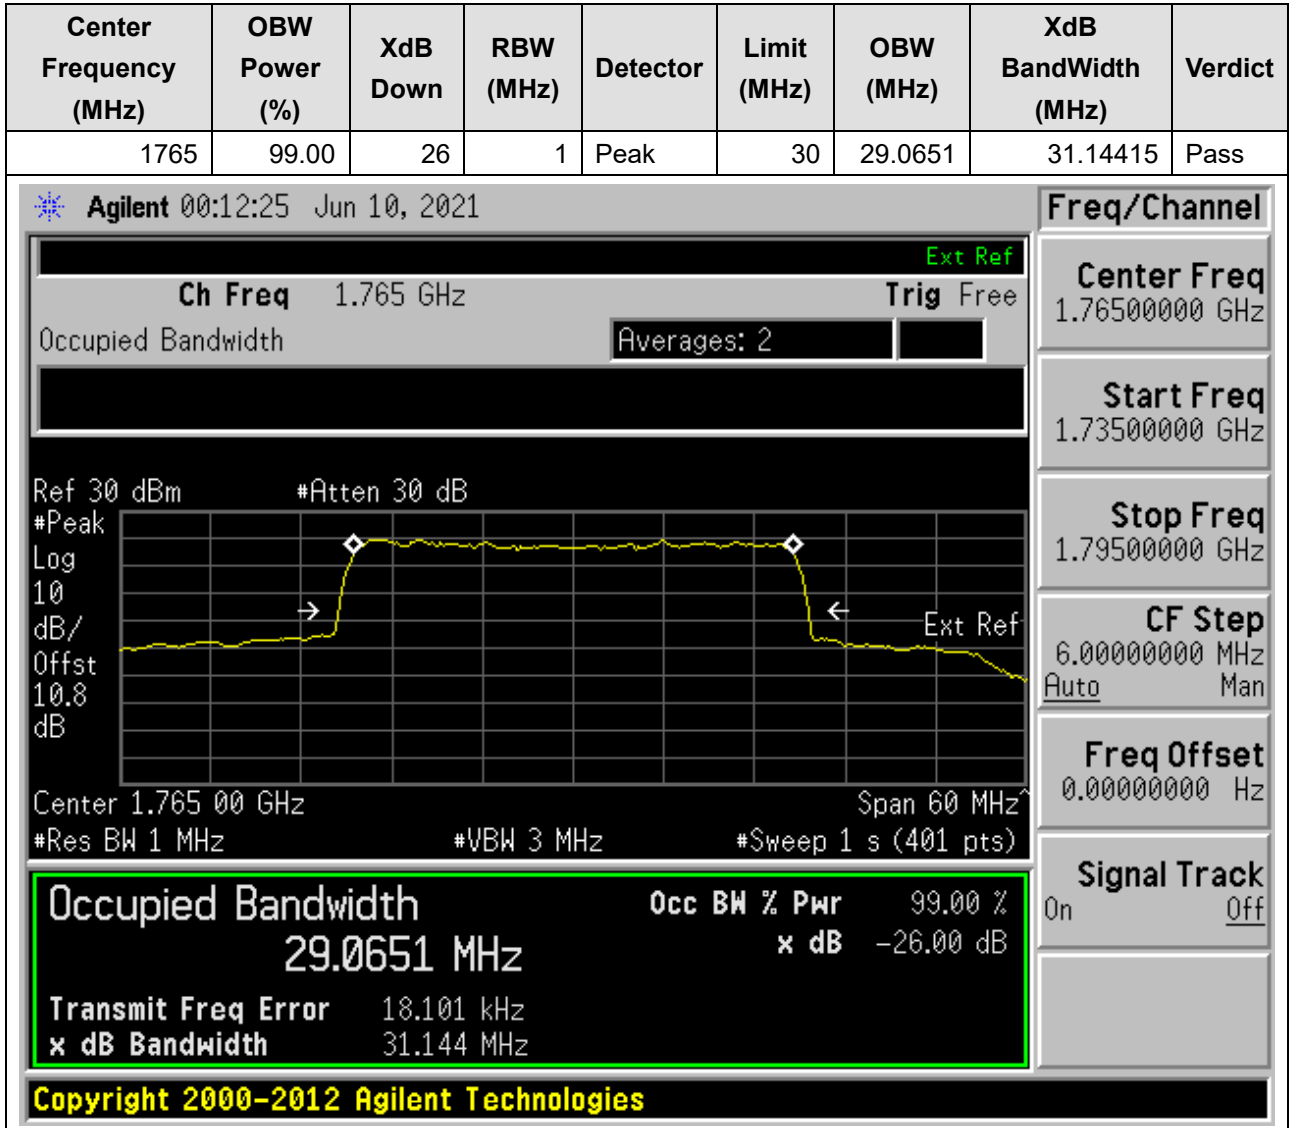 Center Frequency (MHz) OBW Power (%) XdB Down RBW (MHz) Detector Limit (MHz) OBW (MHz) XdB BandWidth (MHz) Verdict
1765 99.00 26 1 Peak 30 29.0651 31.14415 Pass
Agilent 00:12:25 Jun 10, 2021
Freq/Channel
Ext Ref
Ch Freq 1.765 GHz Trig Free
Occupied Bandwidth Averages: 2
Ref 30 dBm #Atten 30 dB
#Peak
Log
10
dB/
Offst
10.8
dB
Ext Ref
Center 1.765 00 GHz Span 60 MHz^
#Res BW 1 MHz #VBW 3 MHz #Sweep 1 s (401 pts)
Occupied Bandwidth
29.0651 MHz
Occ BW % Pwr 99.00 %
x dB -26.00 dB
Transmit Freq Error 18.101 kHz
x dB Bandwidth 31.144 MHz
Copyright 2000-2012 Agilent Technologies
Center Freq
1.76500000 GHz
Start Freq
1.73500000 GHz
Stop Freq
1.79500000 GHz
CF Step
6.00000000 MHz
Auto Man
Freq Offset
0.00000000 Hz
Signal Track
On Off